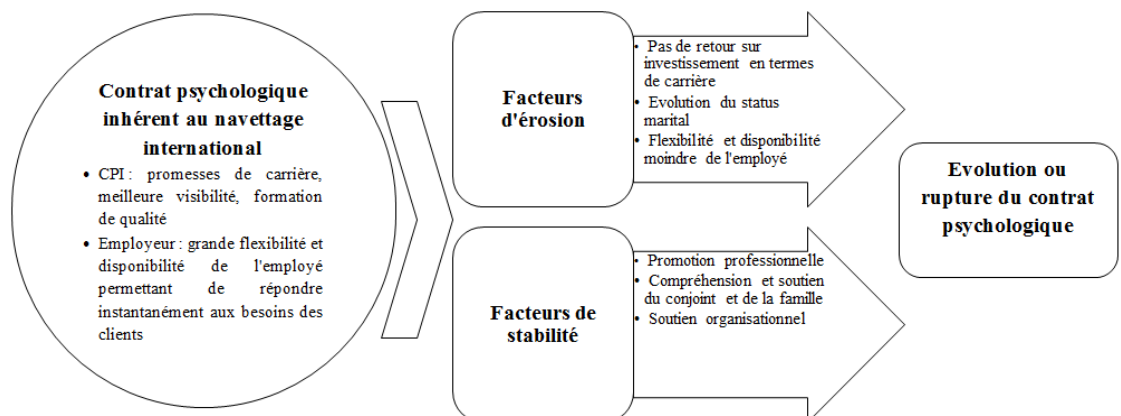 Contrat psychologique
inhérent au navettage
international
• CPI : promesses de carrière,
meilleure visibilité, formation
de qualité
• Employeur : grande flexibilité et
disponibilité de l'employé
permettant de répondre
instantanément aux besoins des
clients
Facteurs
d'érosion
• Pas de retour sur
investissement en termes
de carrière
• Evolution du status
marital
• Flexibilité et disponibilité
moindre de l'employé
Facteurs de
stabilité
• Promotion professionnelle
• Compréhension et soutien
du conjoint et de la famille
• Soutien organisationnel
Evolution ou
rupture du contrat
psychologique